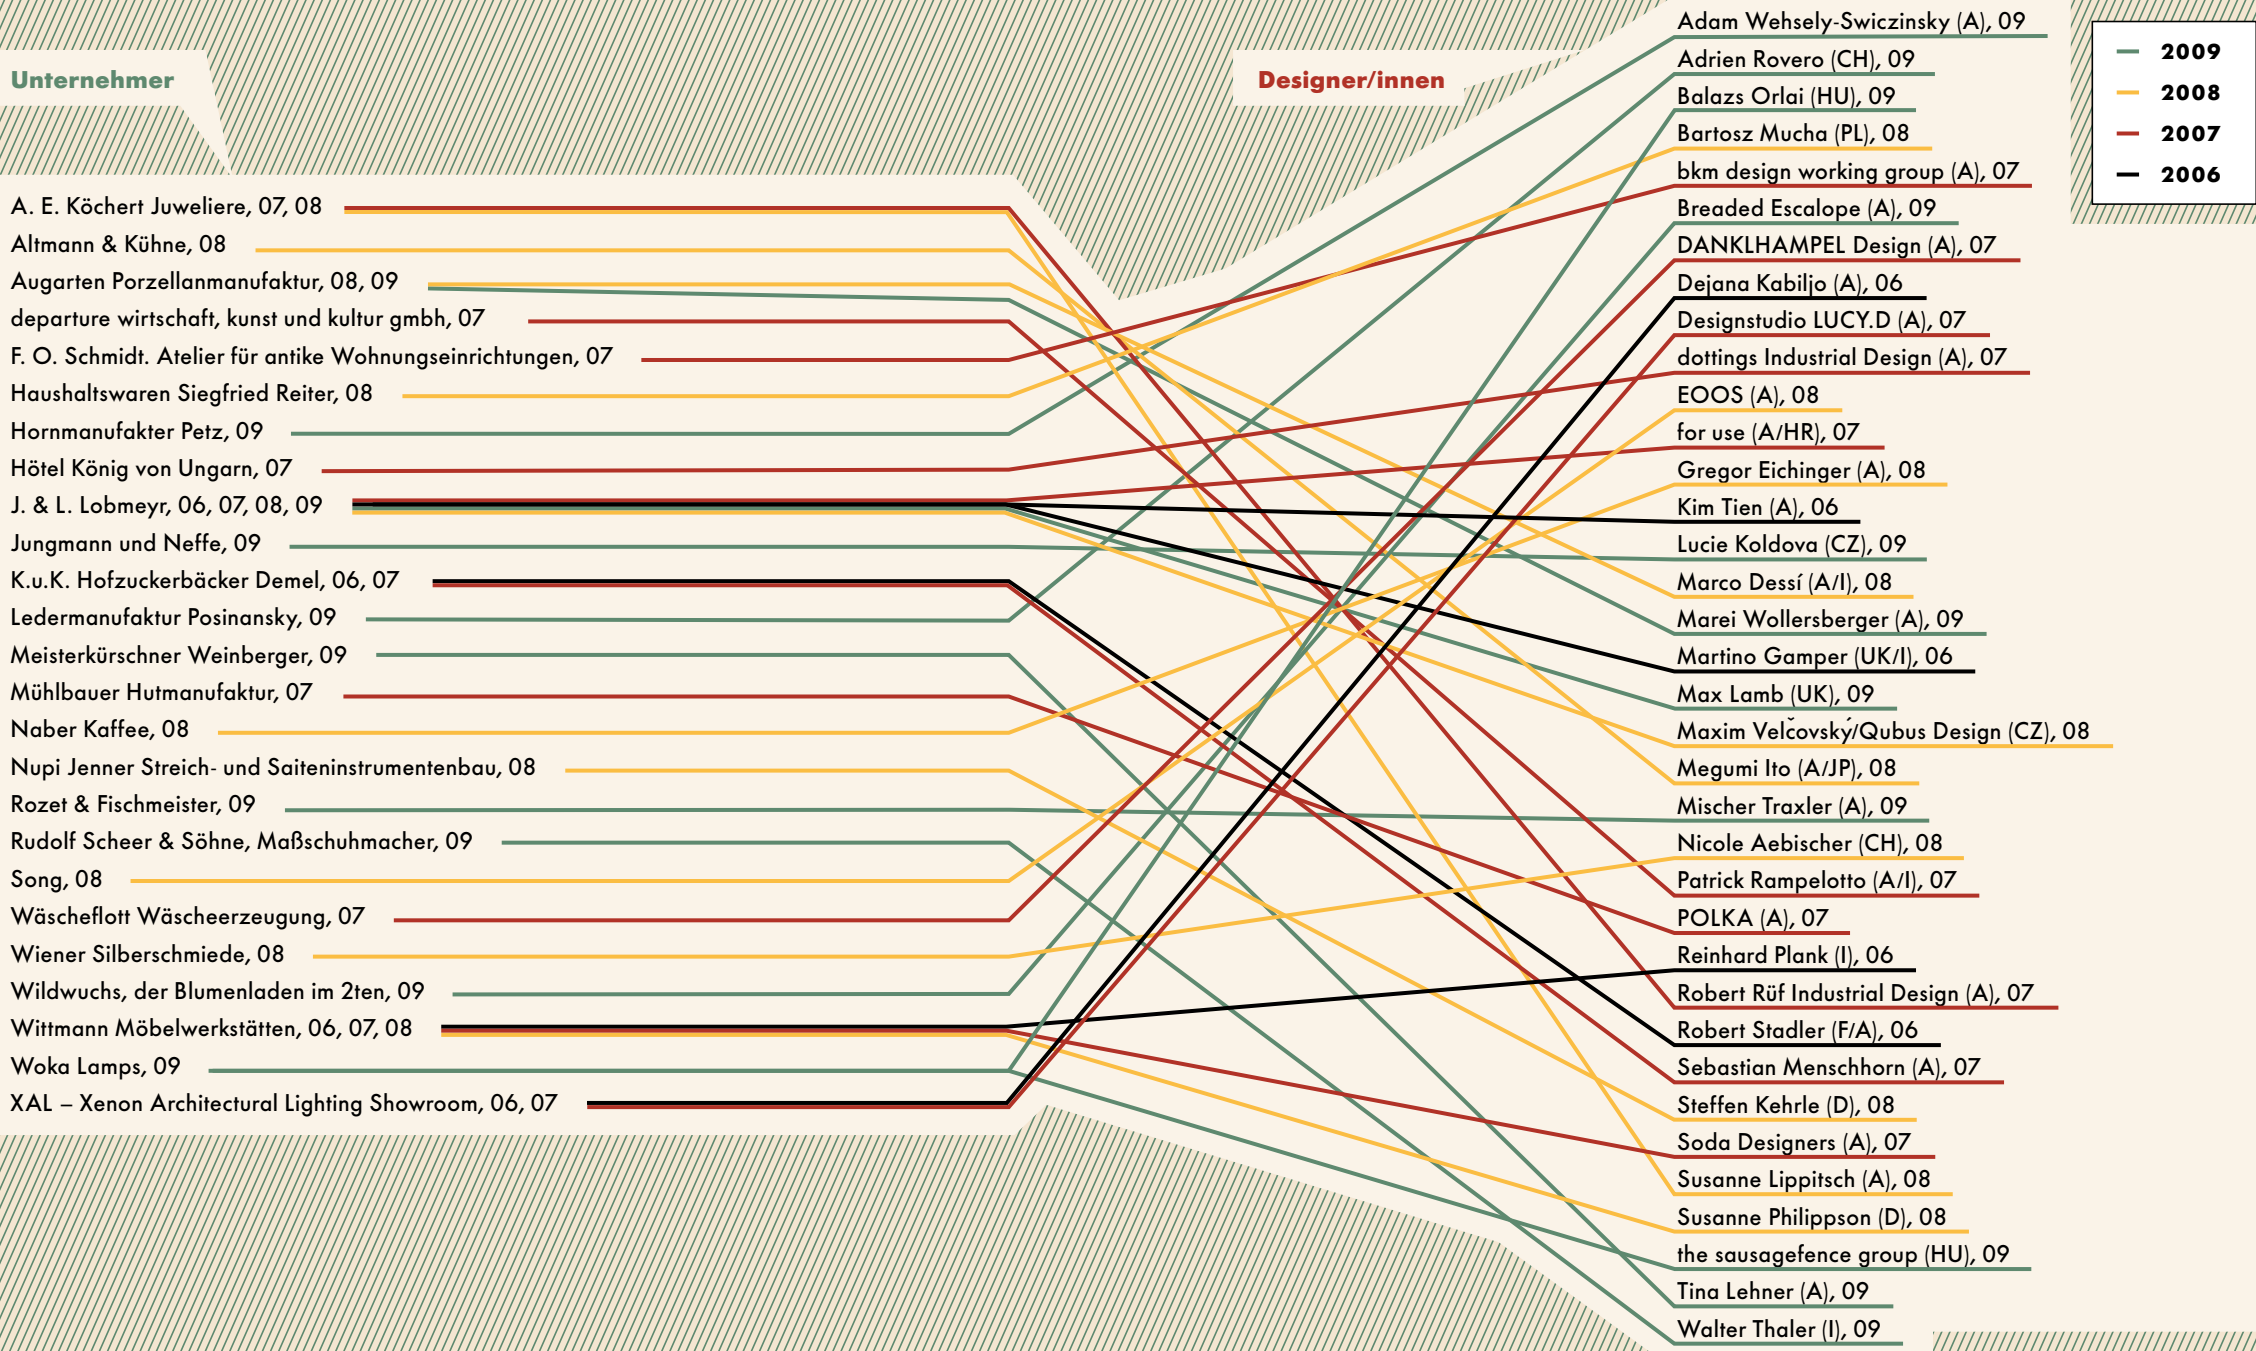 Unternehmer
A. E. Köchert Juweliere, 07, 08
Altmann & Kühne, 08
Augarten Porzellanmanufaktur, 08, 09
departure wirtschaft, kunst und kultur gmbh, 07
F. O. Schmidt. Atelier für antike Wohnungseinrichtungen, 07
Haushaltswaren Siegfried Reiter, 08
Hornmanufakter Petz, 09
Hötel König von Ungarn, 07
J. & L. Lobmeyr, 06, 07, 08, 09
Jungmann und Neffe, 09
K.u.K. Hofzuckerbäcker Demel, 06, 07
Ledermanufaktur Posinansky, 09
Meisterkürschner Weinberger, 09
Mühlbauer Hutmanufaktur, 07
Naber Kaffee, 08
Nupi Jenner Streich- und Saiteninstrumentenbau, 08
Rozet & Fischmeister, 09
Rudolf Scheer & Söhne, Maßschuhmacher, 09
Song, 08
Wäscheflott Wäscheerzeugung, 07
Wiener Silberschmiede, 08
Wildwuchs, der Blumenladen im 2ten, 09
Wittmann Möbelwerkstätten, 06, 07, 08
Woka Lamps, 09
XAL – Xenon Architectural Lighting Showroom, 06, 07
Designer/innen
Adam Wehsely-Swiczinsky (A), 09
Adrien Rovero (CH), 09
Balazs Orlai (HU), 09
Bartosz Mucha (PL), 08
bkm design working group (A), 07
Breaded Escalope (A), 09
DANKLHAMPEL Design (A), 07
Dejana Kabiljo (A), 06
Designstudio LUCY.D (A), 07
dottings Industrial Design (A), 07
EOOS (A), 08
for use (A/HR), 07
Gregor Eichinger (A), 08
Kim Tien (A), 06
Lucie Koldova (CZ), 09
Marco Dessí (A/I), 08
Marei Wollersberger (A), 09
Martino Gamper (UK/I), 06
Max Lamb (UK), 09
Maxim Velčovský/Qubus Design (CZ), 08
Megumi Ito (A/JP), 08
Mischer Traxler (A), 09
Nicole Aebischer (CH), 08
Patrick Rampelotto (A/I), 07
POLKA (A), 07
Reinhard Plank (I), 06
Robert Rüf Industrial Design (A), 07
Robert Stadler (F/A), 06
Sebastian Menschhorn (A), 07
Steffen Kehrle (D), 08
Soda Designers (A), 07
Susanne Lippitsch (A), 08
Susanne Philippson (D), 08
the sausagefence group (HU), 09
Tina Lehner (A), 09
Walter Thaler (I), 09
2009
2008
2007
2006